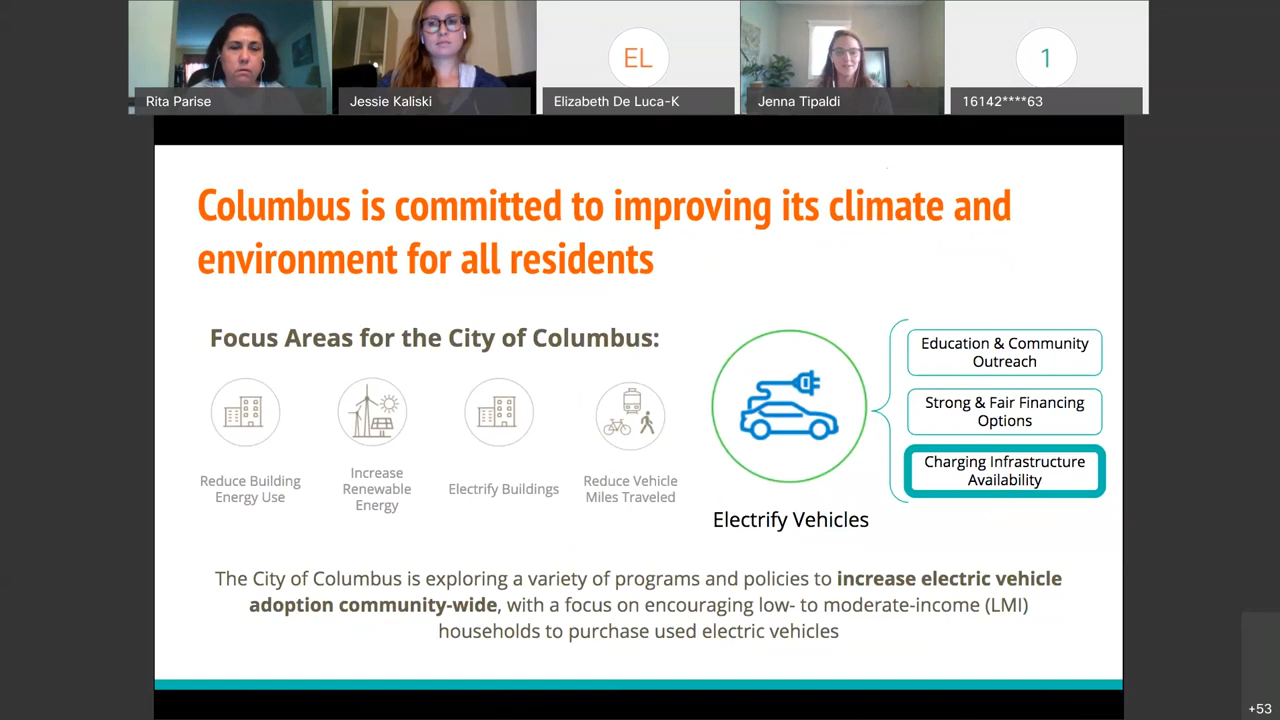 EL
1
Rita Parise
Jessie Kaliski
Elizabeth De Luca-K
Jenna Tipaldi
16142****63
Columbus is committed to improving its climate and
environment for all residents
Focus Areas for the City of Columbus:
Reduce Building
Energy Use
Increase
Renewable
Energy
Electrify Buildings
Reduce Vehicle
Miles Traveled
Electrify Vehicles
Education & Community
Outreach
Strong & Fair Financing
Options
Charging Infrastructure
Availability
The City of Columbus is exploring a variety of programs and policies to increase electric vehicle
adoption community-wide, with a focus on encouraging low- to moderate-income (LMI)
households to purchase used electric vehicles
+53